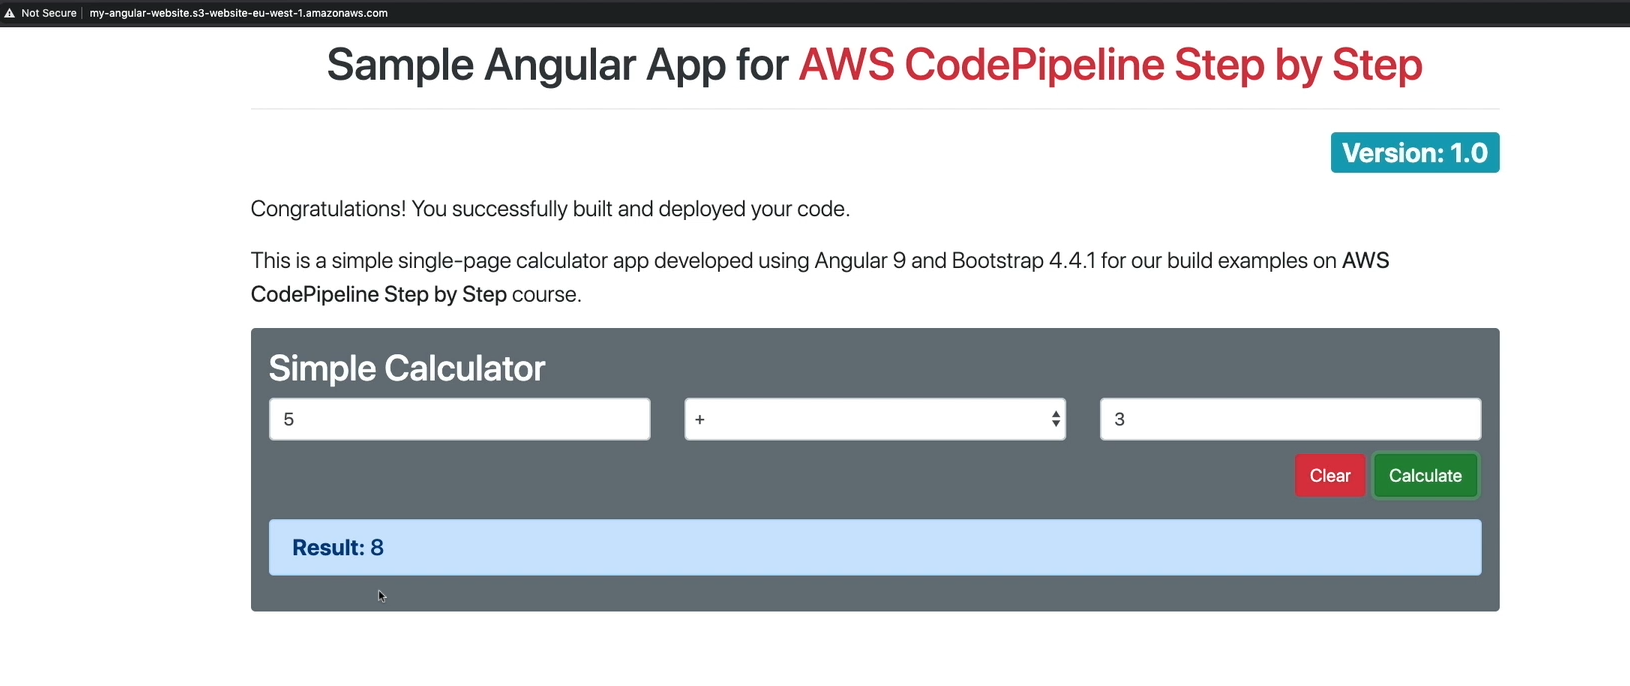 Not Secure my-angular-website.s3-website-eu-west-1.amazonaws.com
Sample Angular App for AWS CodePipeline Step by Step
Version: 1.0
Congratulations! You successfully built and deployed your code.
This is a simple single-page calculator app developed using Angular 9 and Bootstrap 4.4.1 for our build examples on AWS
CodePipeline Step by Step course.
Simple Calculator
5 + 3
Clear Calculate
Result: 8